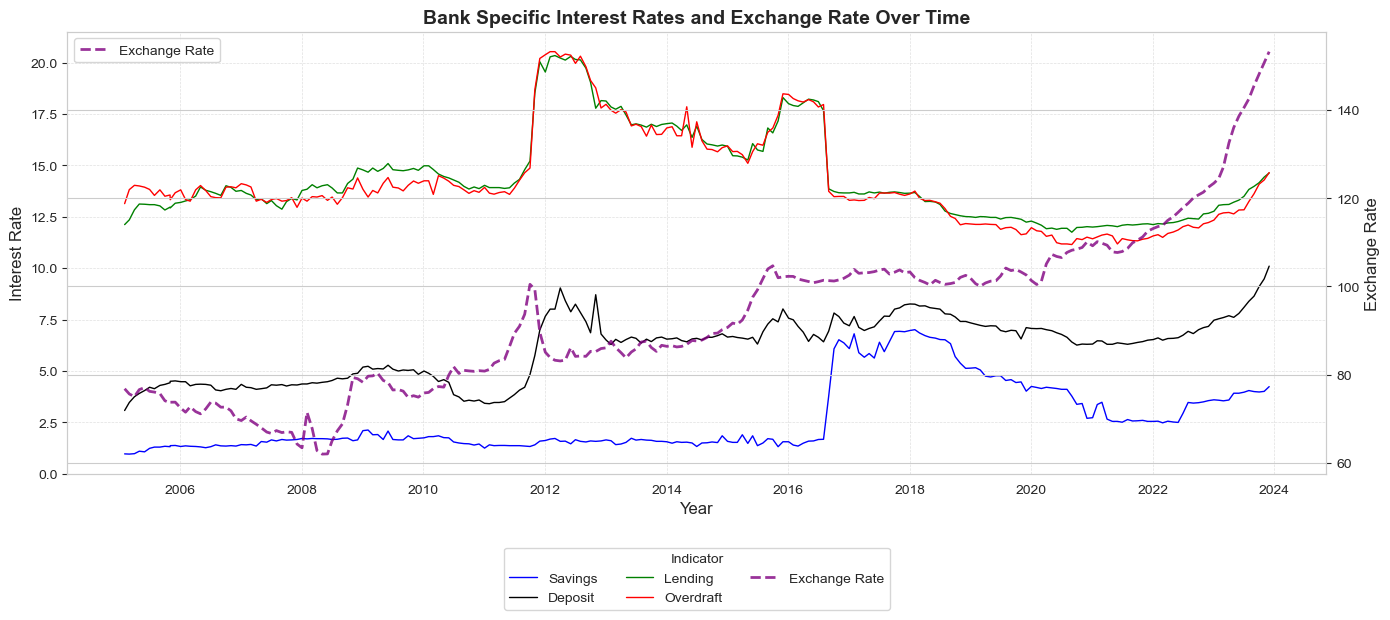 Bank Specific Interest Rates and Exchange Rate Over Time
Exchange Rate
Interest Rate
20.0
17.5
15.0
12.5
10.0
7.5
5.0
2.5
0.0
140
120
100
80
60
Exchange Rate
2006 2008 2010 2012 2014 2016 2018 2020 2022 2024
Year
Indicator
Savings Lending Exchange Rate
Deposit Overdraft